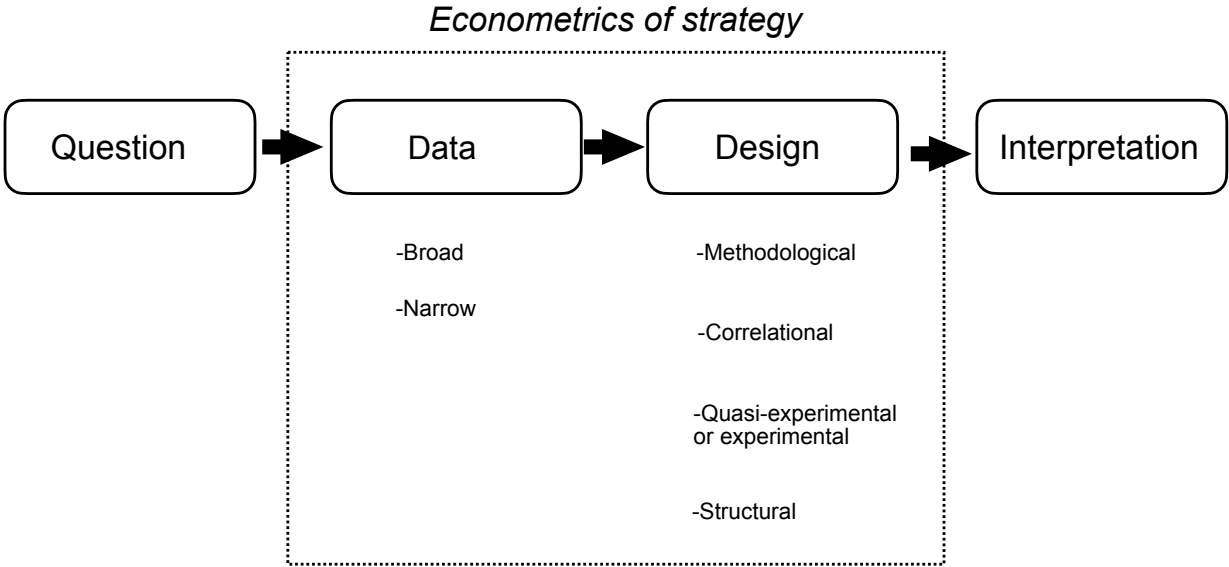 Econometrics of strategy
Question
Data
Design
Interpretation
-Broad
-Narrow
-Methodological
-Correlational
-Quasi-experimental
or experimental
-Structural